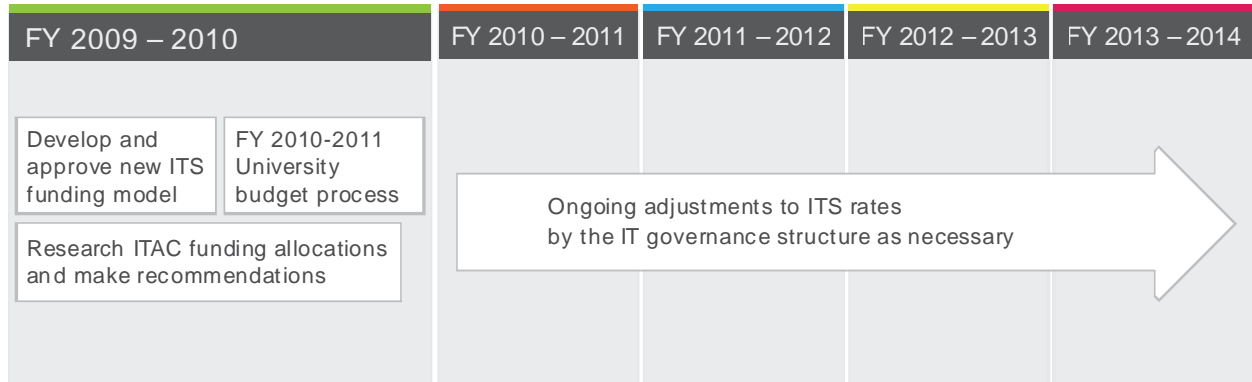 FY 2009 – 2010
FY 2010 – 2011
FY 2011 – 2012
FY 2012 – 2013
FY 2013 – 2014
Develop and
approve new ITS
funding model
FY 2010-2011
University
budget process
Research ITAC funding allocations
and make recommendations
Ongoing adjustments to ITS rates
by the IT governance structure as necessary